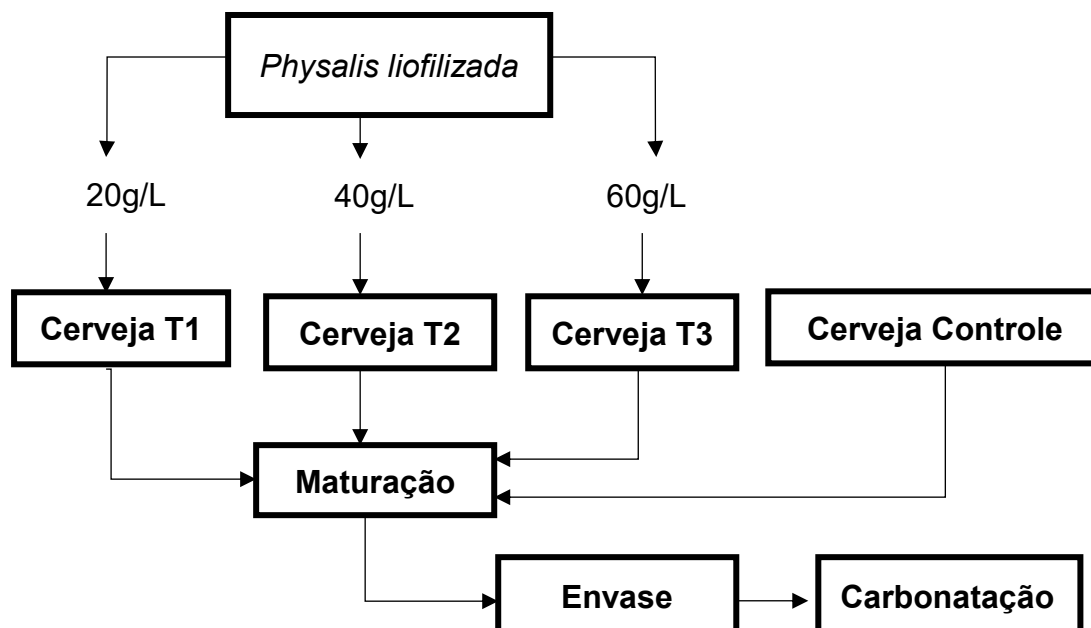 Physalis liofilizada
20g/L
40g/L
60g/L
Cerveja T1
Cerveja T2
Cerveja T3
Cerveja Controle
Maturação
Envase
Carbonatação